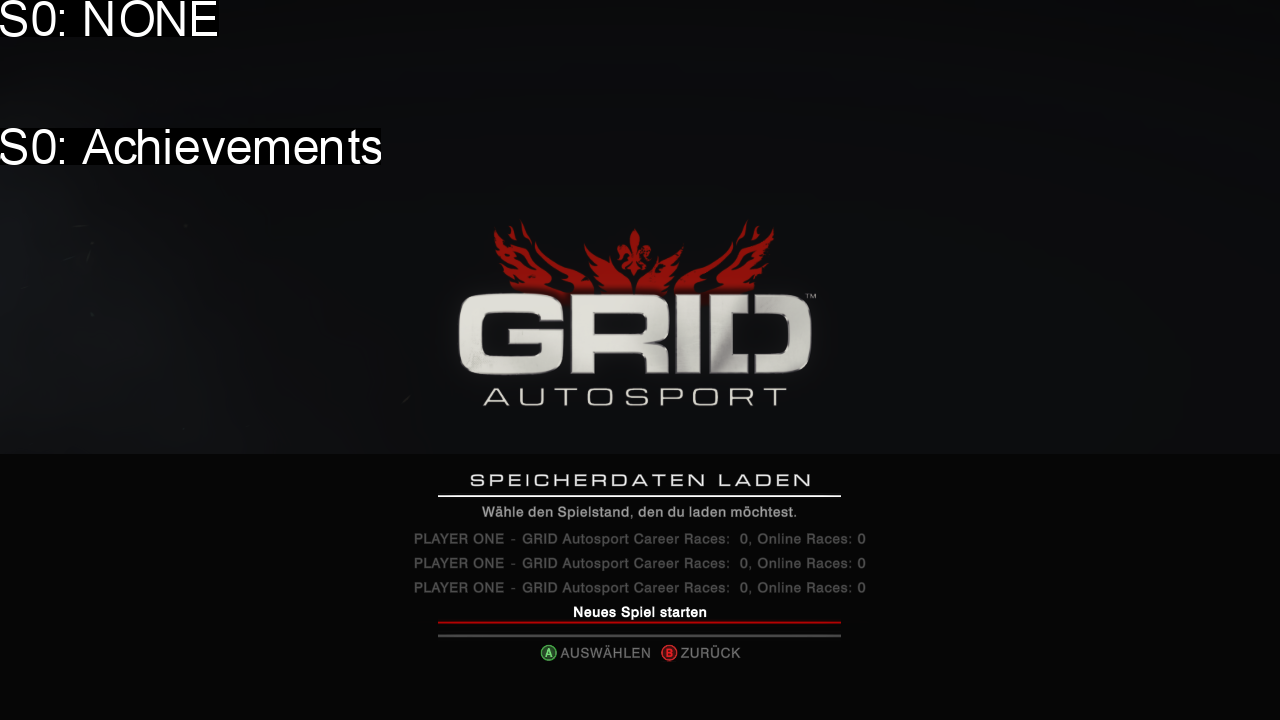 S0: NONE
S0: Achievements
GRID™
AUTOSPORT
SPEICHERDATEN LADEN
Wähle den Spielstand, den du laden möchtest.
PLAYER ONE - GRID Autosport Career Races: 0, Online Races: 0
PLAYER ONE - GRID Autosport Career Races: 0, Online Races: 0
PLAYER ONE - GRID Autosport Career Races: 0, Online Races: 0
Neues Spiel starten
A AUSWÄHLEN B ZURÜCK